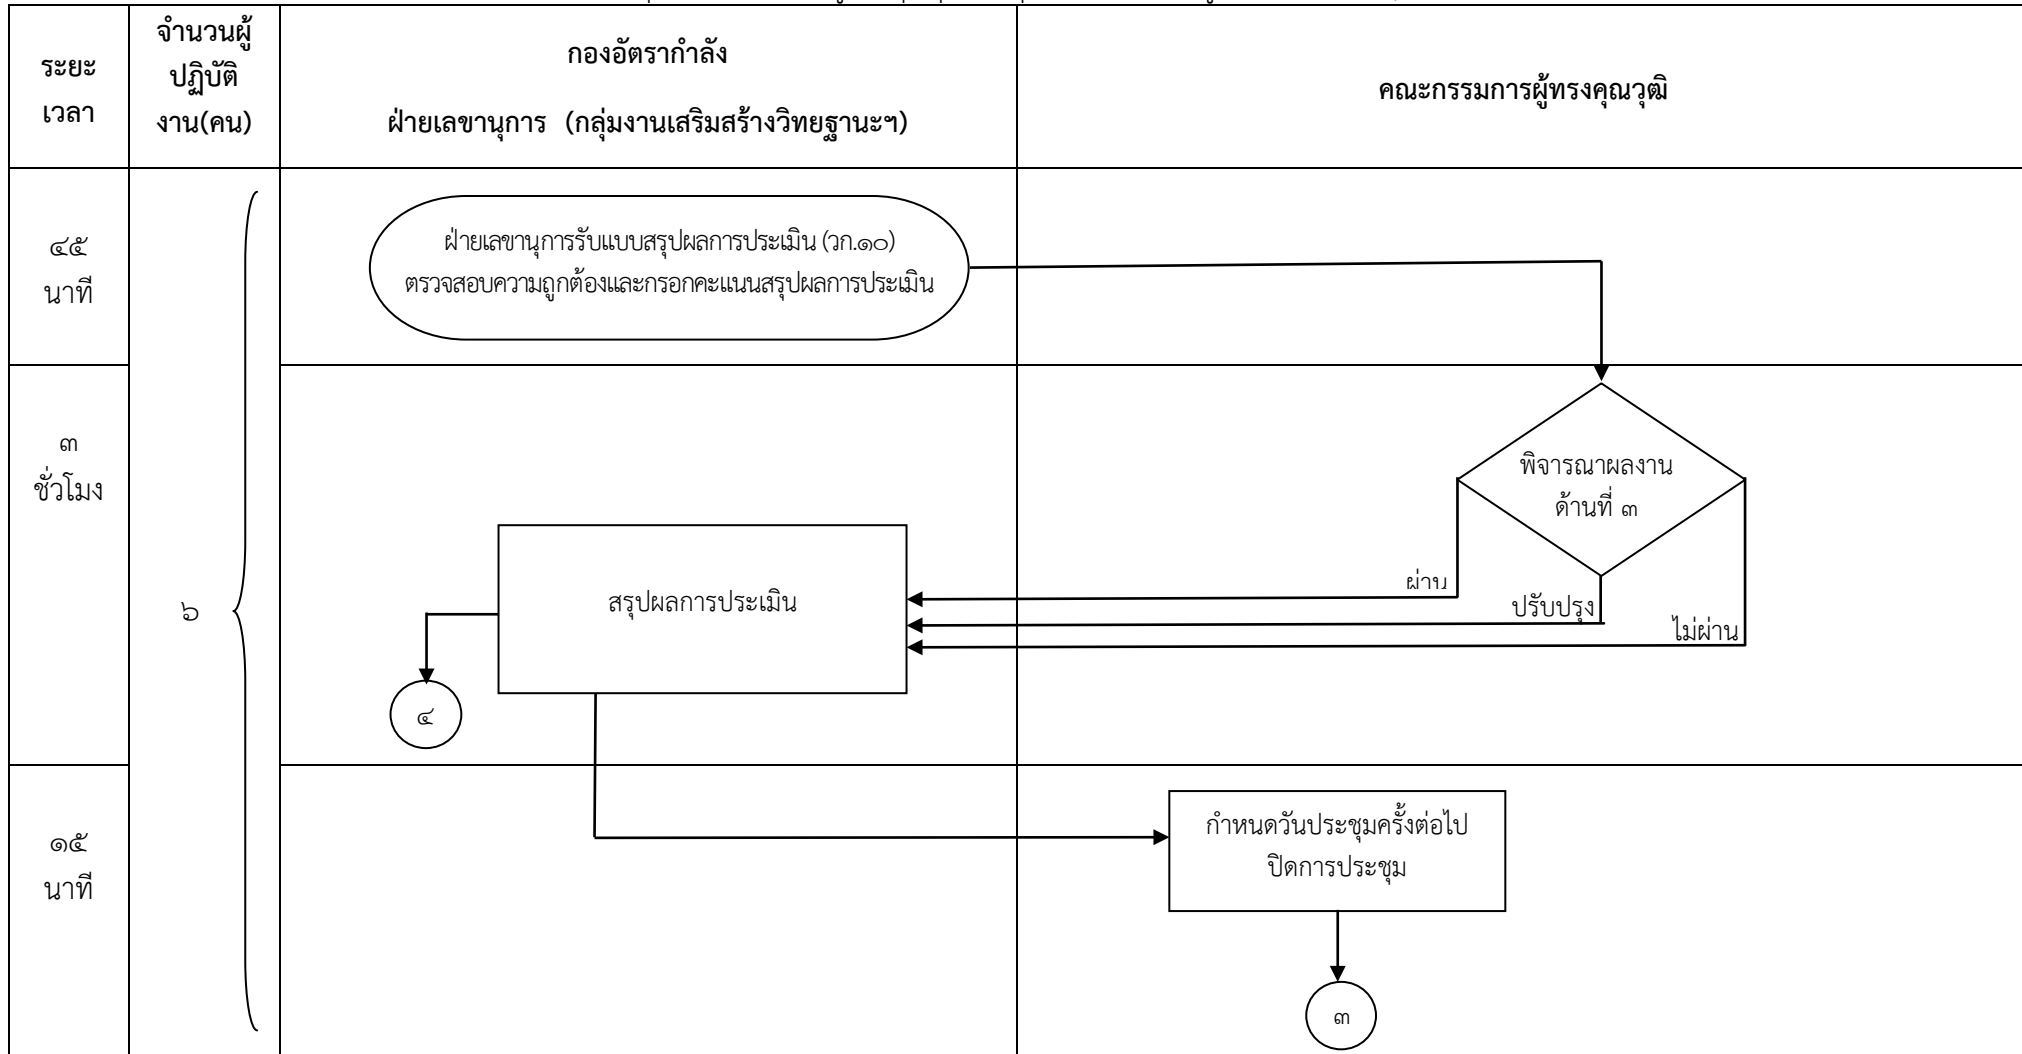 ระยะ
เวลา
จำนวนผู้
ปฏิบัติ
งาน(คน)
กองอัตรากำลัง
ฝ่ายเลขานุการ (กลุ่มงานเสริมสร้างวิทยฐานะฯ)
คณะกรรมการผู้ทรงคุณวุฒิ
๔๕
นาที
ฝ่ายเลขานุการรับแบบสรุปผลการประเมิน (วก.๑๐)
ตรวจสอบความถูกต้องและกรอกคะแนนสรุปผลการประเมิน
๓
ชั่วโมง
๖
พิจารณาผลงาน
ด้านที่ ๓
ผ่าน
ปรับปรุง
ไม่ผ่าน
สรุปผลการประเมิน
๔
๑๕
นาที
กำหนดวันประชุมครั้งต่อไป
ปิดการประชุม
๓